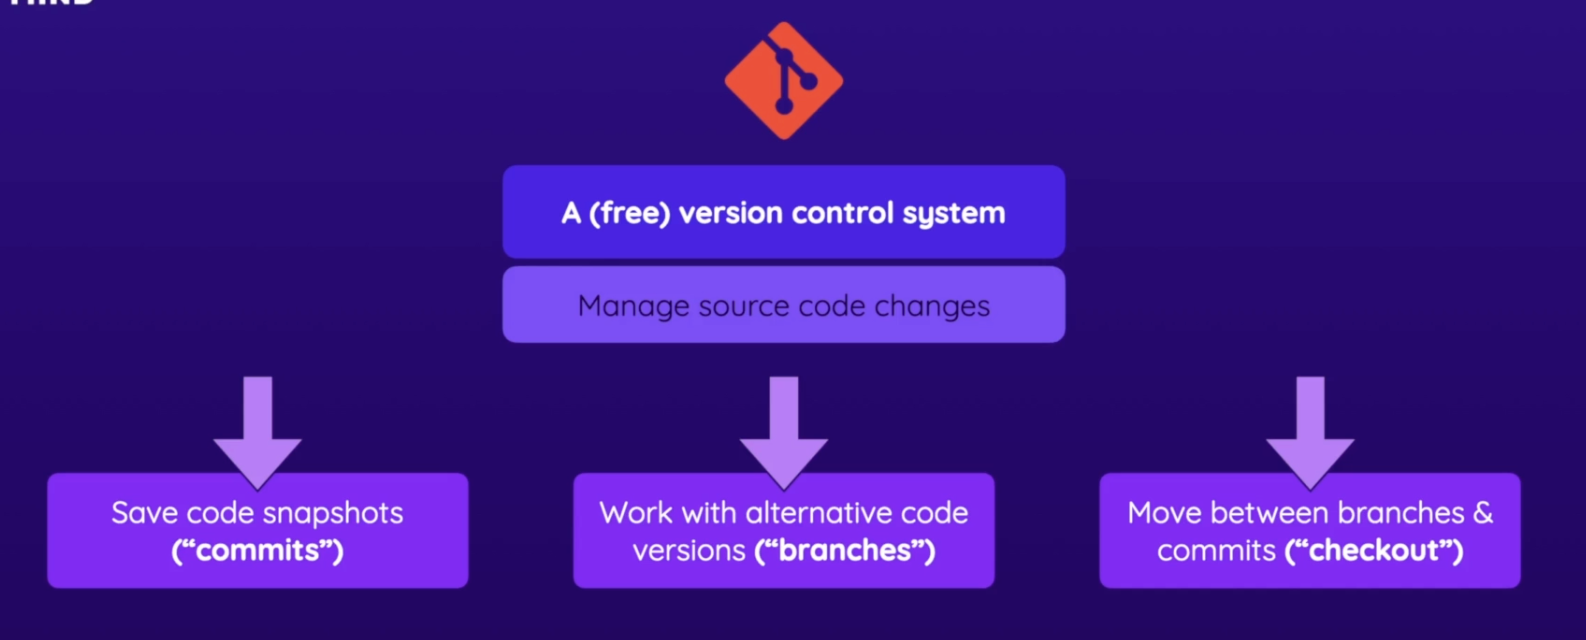 A (free) version control system
Manage source code changes
Save code snapshots
(“commits”)
Work with alternative code
versions (“branches”)
Move between branches &
commits (“checkout”)